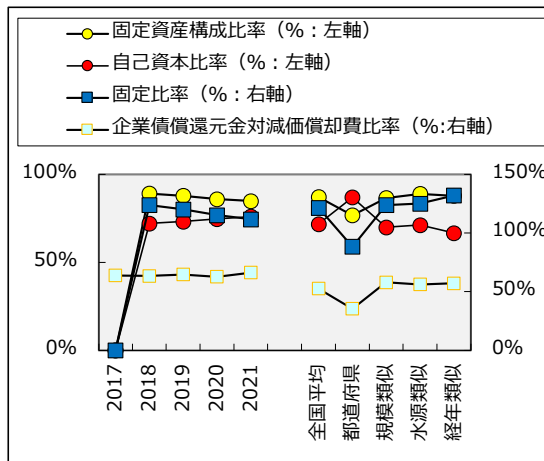 固定資産構成比率（%：左軸）
自己資本比率（%：左軸）
固定比率（%：右軸）
企業債償還元金対減価償却費比率（%:右軸）
100%
50%
0%
150%
100%
50%
0%
2017
2018
2019
2020
2021
全国平均
都道府県
規模類似
水源類似
経年類似